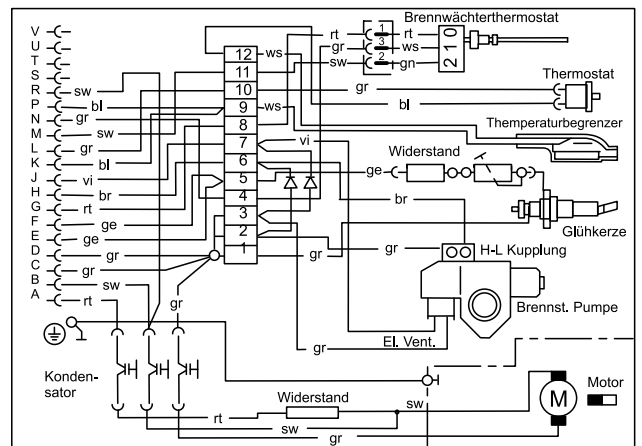 V
U
T
S
R sw
P bl
N gr
M sw
L gr
K bl
J vi
H br
G rt
F ge
E ge
D gr
C gr
B sw
A rt
12
11
10
9
8
7
6
5
4
3
2
1
ws
ws
vi
rt
gr
sw
1
3
2
rt
ws
gn
2 1 0
Brennwächterthermostat
gr
bl
Thermostat
Themperaturbegrenzer
Widerstand
ge
br
Glühkerze
gr
gr
H-L Kupplung
Brennst. Pumpe
El. Vent.
gr
gr
Konden-
sator
rt
Widerstand
sw
sw
gr
M
Motor